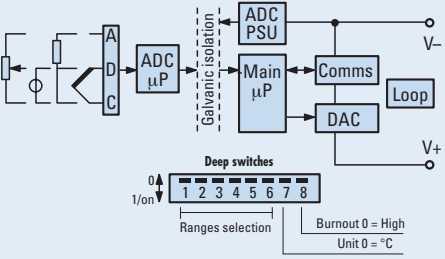 A
D
C
ADC
μP
Galvanic isolation
ADC
PSU
Main
μP
Comms
DAC
Loop
V–
V+
Deep switches
0
1/on
1 2 3 4 5 6 7 8
Ranges selection
Burnout 0 = High
Unit 0 = °C